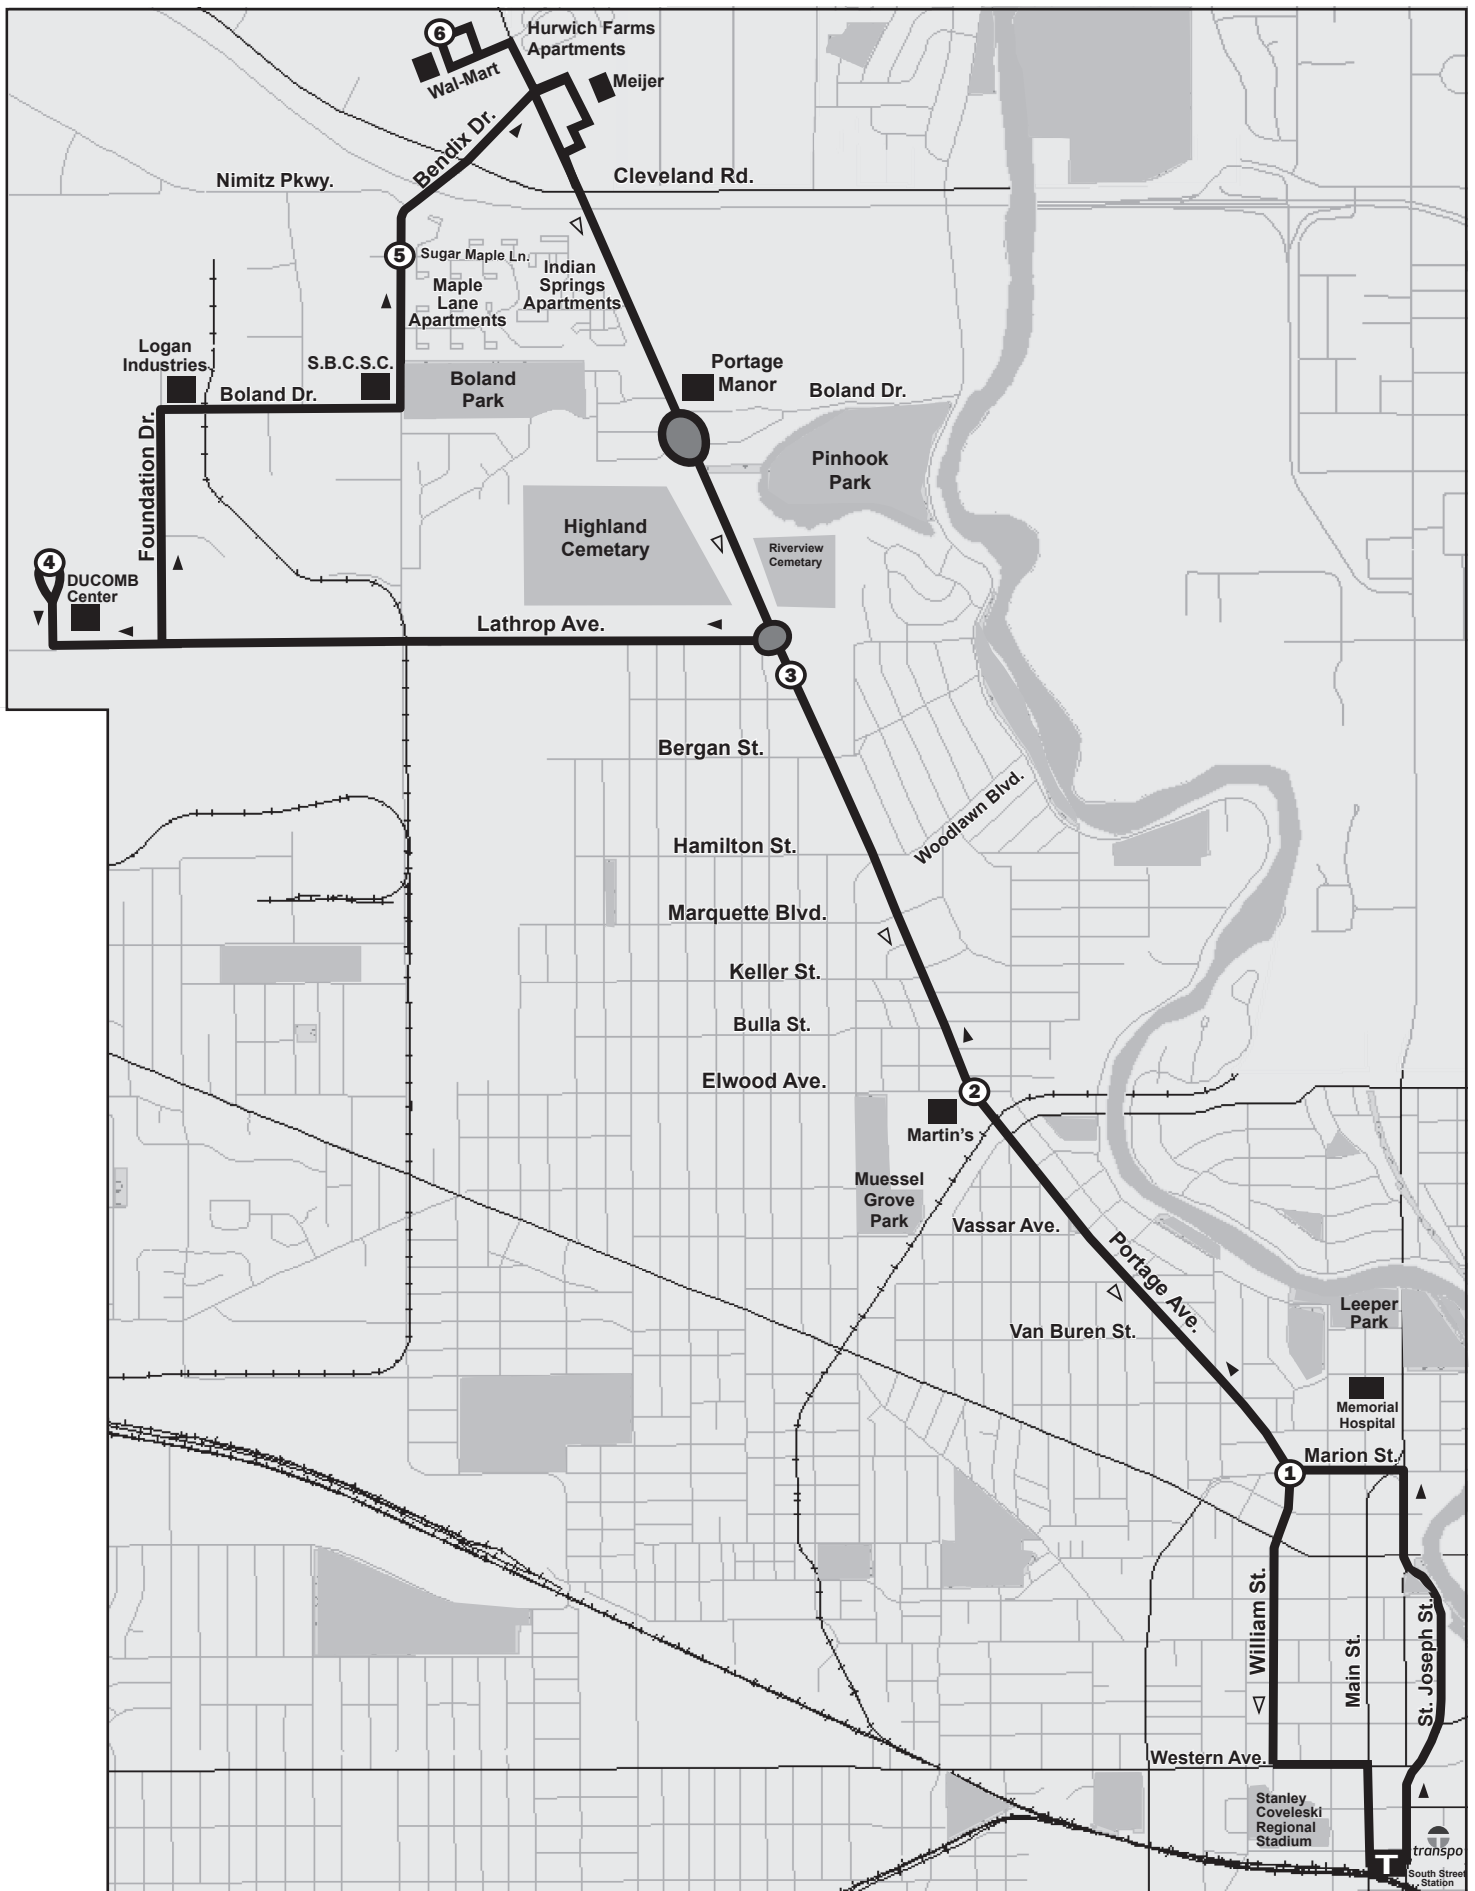 6
Hurwich Farms
Apartments
Wal-Mart
Meijer
Bendix Dr.
Nimitz Pkwy.
Cleveland Rd.
5
Sugar Maple Ln.
Maple
Lane
Apartments
Indian
Springs
Apartments
Logan
Industries
S.B.C.S.C.
Boland Dr.
Boland
Park
Portage
Manor
Boland Dr.
Pinhook
Park
Foundation Dr.
Highland
Cemetary
Riverview
Cemetary
4
DUCOMB
Center
Lathrop Ave.
3
Bergan St.
Woodlawn Blvd.
Hamilton St.
Marquette Blvd.
Keller St.
Bulla St.
Elwood Ave.
2
Martin's
Muessel
Grove
Park
Vassar Ave.
Portage Ave.
Van Buren St.
Leeper
Park
Memorial
Hospital
Marion St.
1
William St.
Main St.
St. Joseph St.
Western Ave.
Stanley
Coveleski
Regional
Stadium
T
transpo
South Street
Station